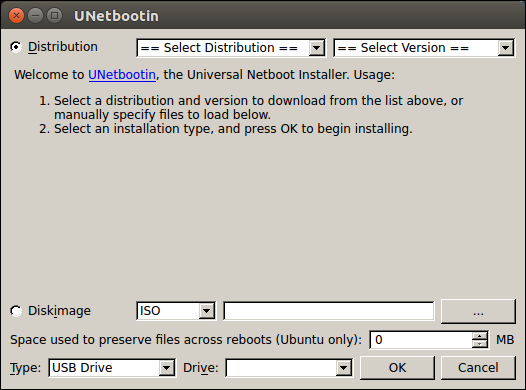 UNetbootin
Distribution == Select Distribution == == Select Version ==
Welcome to UNetbootin, the Universal Netboot Installer. Usage:
1. Select a distribution and version to download from the list above, or
manually specify files to load below.
2. Select an installation type, and press OK to begin installing.
Diskimage ISO ...
Space used to preserve files across reboots (Ubuntu only): 0 MB
Type: USB Drive Drive: OK Cancel